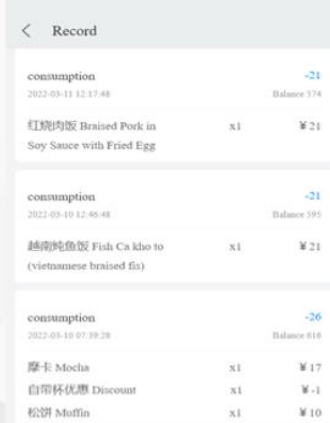 Record
consumption -21
2022-03-11 12:17:48 Balance 574
红烧肉饭 Braised Pork in x1 ¥21
Soy Sauce with Fried Egg
consumption -21
2022-03-10 12:46:48 Balance 595
越南炖鱼饭 Fish Ca kho to x1 ¥21
(vietnamese braised fis)
consumption -26
2022-03-10 07:39:28 Balance 616
摩卡 Mocha x1 ¥17
自带杯优惠 Discount x1 ¥-1
松饼 Muffin x1 ¥10